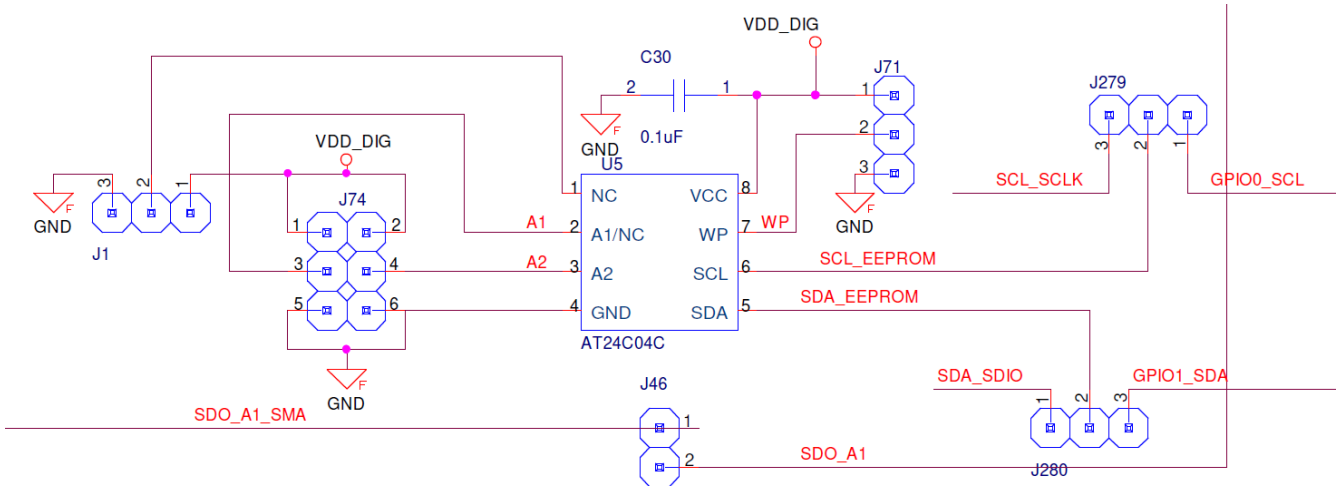 VDD_DIG
C30
2
1
0.1uF
GND
F
J71
1
2
3
GND
F
J279
3
2
1
SCL_SCLK
GPIO0_SCL
VDD_DIG
3
2
1
GND
F
J1
J74
1
2
3
4
5
6
GND
F
A1
A2
U5
1
NC
VCC
8
2
A1/NC
WP
7
WP
3
A2
SCL
6
SCL_EEPROM
4
GND
SDA
5
SDA_EEPROM
AT24C04C
J46
1
2
SDO_A1_SMA
SDO_A1
SDA_SDIO
GPIO1_SDA
1
2
3
J280